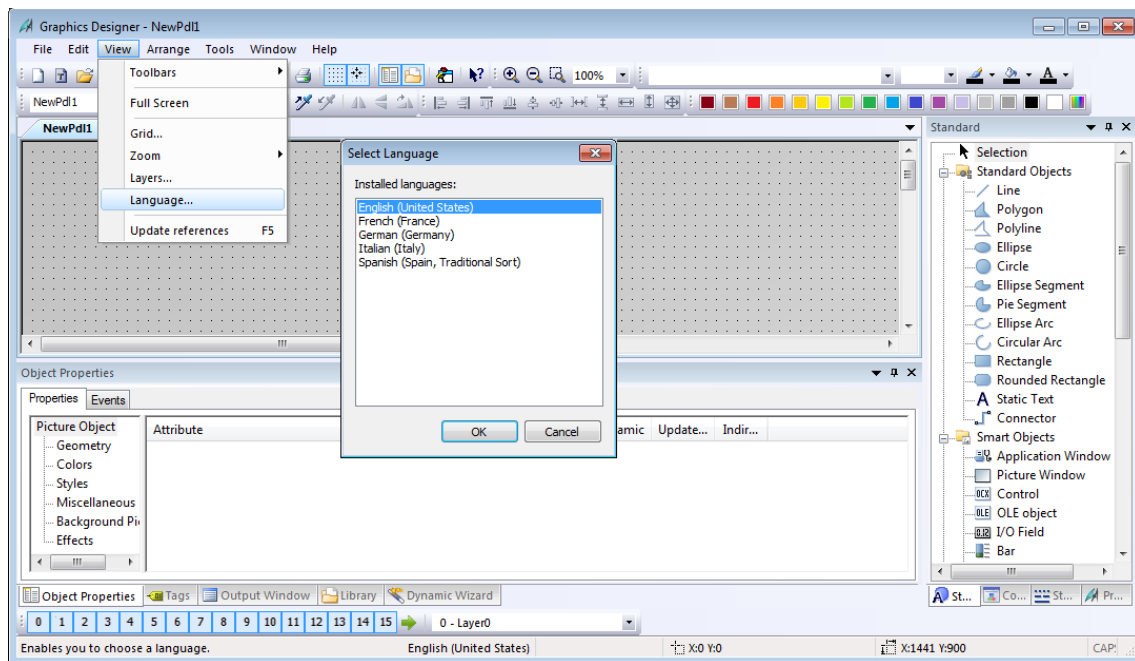 Graphics Designer - NewPdl1
File Edit View Arrange Tools Window Help
100%
NewPdl1
NewPdl1
Toolbars
Full Screen
Grid...
Zoom
Layers...
Language...
Update references F5
Select Language
Installed languages:
English (United States)
French (France)
German (Germany)
Italian (Italy)
Spanish (Spain, Traditional Sort)
OK Cancel
Standard
Selection
Standard Objects
Line
Polygon
Polyline
Ellipse
Circle
Ellipse Segment
Pie Segment
Ellipse Arc
Circular Arc
Rectangle
Rounded Rectangle
A Static Text
Connector
Smart Objects
Application Window
Picture Window
OCX Control
OLE OLE object
0.12 I/O Field
Bar
Object Properties
Properties Events
Picture Object
Geometry
Colors
Styles
Miscellaneous
Background Pi
Effects
Attribute amic Update... Indir...
Object Properties Tags Output Window Library Dynamic Wizard
St... Co... St... Pr...
0 1 2 3 4 5 6 7 8 9 10 11 12 13 14 15 0 - Layer0
Enables you to choose a language. English (United States) X:0 Y:0 X:1441 Y:900 CAP